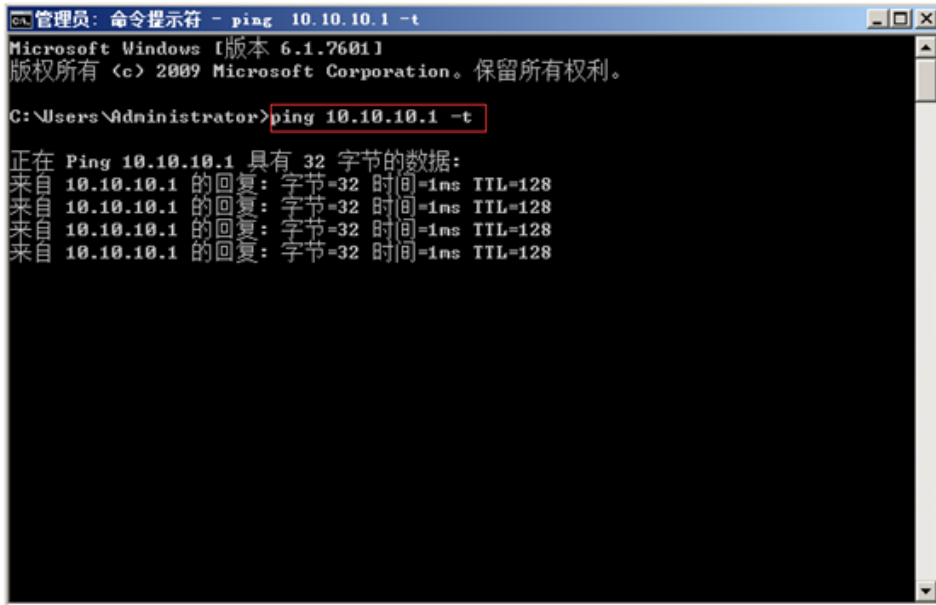 管理员: 命令提示符 - ping  10.10.10.1 -t
Microsoft Windows [版本 6.1.7601]
版权所有 (c) 2009 Microsoft Corporation。保留所有权利。
C:\Users\Administrator>ping 10.10.10.1 -t
正在 Ping 10.10.10.1 具有 32 字节的数据:
来自 10.10.10.1 的回复: 字节=32 时间=1ms TTL=128
来自 10.10.10.1 的回复: 字节=32 时间=1ms TTL=128
来自 10.10.10.1 的回复: 字节=32 时间=1ms TTL=128
来自 10.10.10.1 的回复: 字节=32 时间=1ms TTL=128